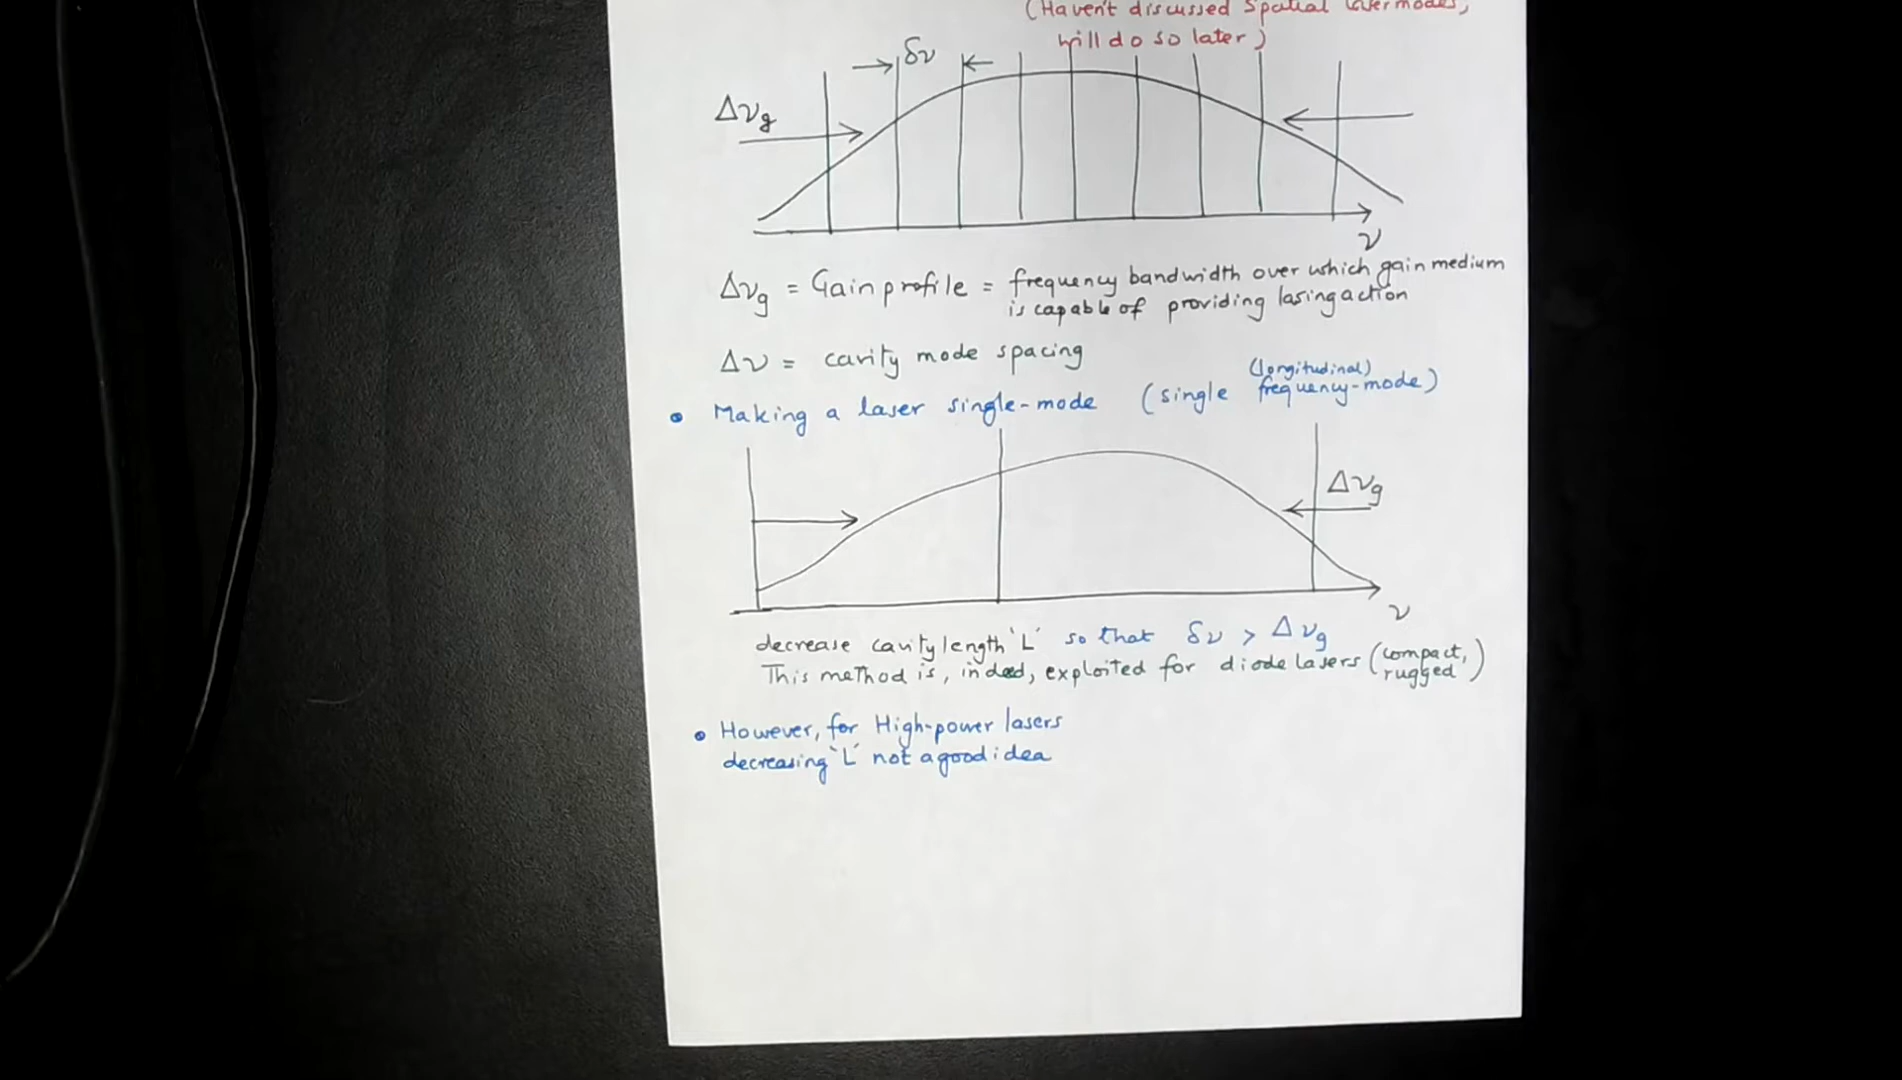 (Haven't discussed Spatial lasermodes,
will do so later)
δν
Δνg
ν
Δνg = Gain profile = frequency bandwidth over which gain medium
is capable of providing lasing action
Δν = cavity mode spacing
(longitudinal)
• Making a laser single-mode (single frequency-mode)
Δνg
ν
decrease cavity length 'L' so that δν > Δνg
This method is, indeed, exploited for diode lasers (compact, rugged)
• However, for High-power lasers
decreasing 'L' not a good idea